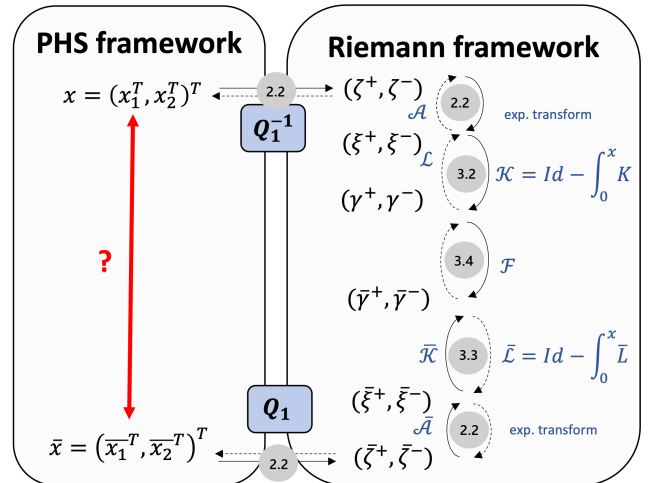 PHS framework
Riemann framework
x = (x₁ᵀ, x₂ᵀ)ᵀ
2.2
(ζ⁺, ζ⁻)
2.2
𝒜
exp. transform
Q₁⁻¹
(ξ⁺, ξ⁻)
ℒ
3.2
𝒦 = Id − ∫₀ˣ K
(γ⁺, γ⁻)
?
3.4
ℱ
(γ̄⁺, γ̄⁻)
𝒦̄
3.3
ℒ̄ = Id − ∫₀ˣ L̄
Q₁
(ξ̄⁺, ξ̄⁻)
𝒜̄
2.2
exp. transform
x̄ = (x̄₁ᵀ, x̄₂ᵀ)ᵀ
2.2
(ζ̄⁺, ζ̄⁻)